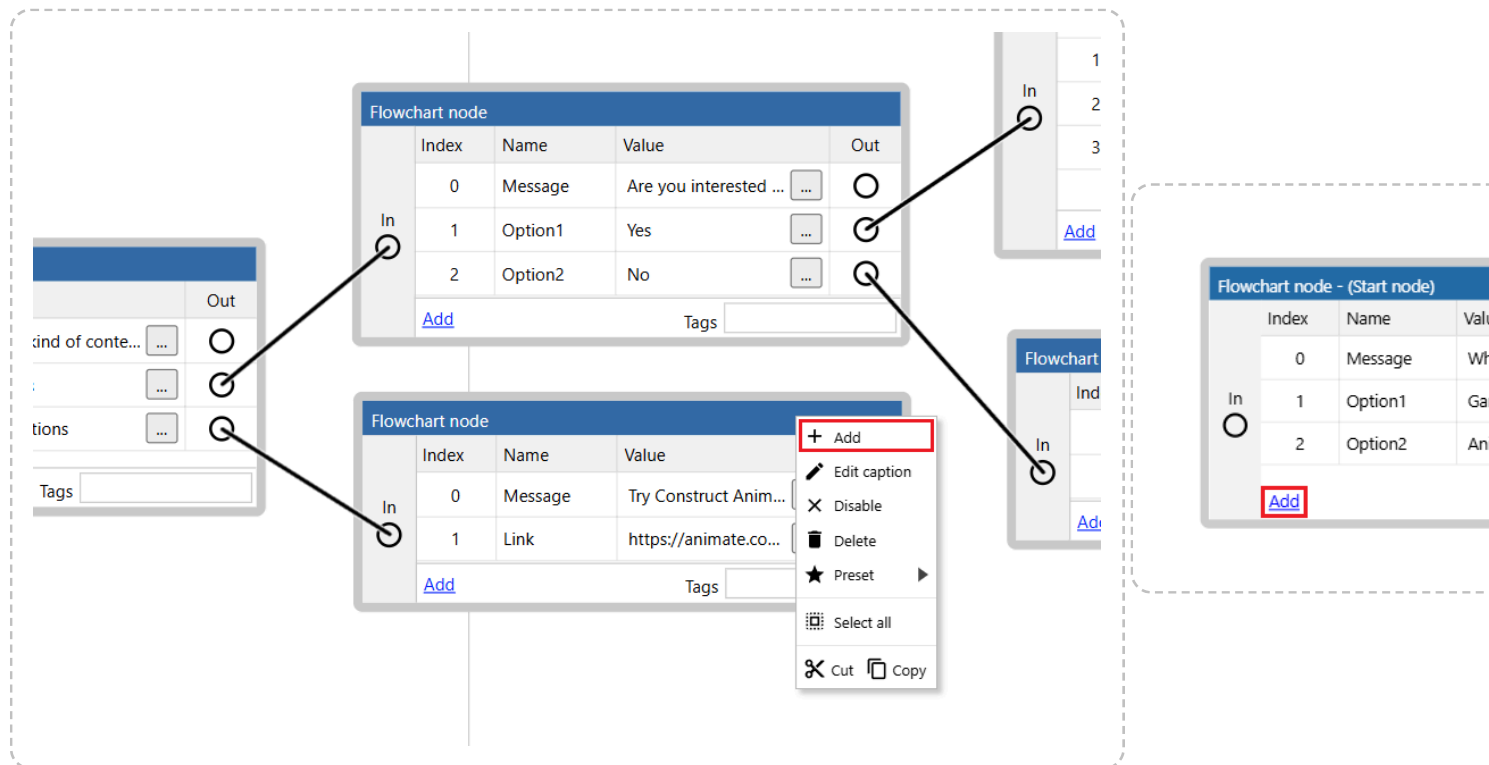 Out
kind of conte... ...
...
tions ...
Tags
Flowchart node
Index Name Value Out
In
0 Message Are you interested ... ...
1 Option1 Yes ...
2 Option2 No ...
Add Tags
Flowchart node
Index Name Value
In
0 Message Try Construct Anim...
1 Link https://animate.co...
Add Tags
Add
Edit caption
Disable
Delete
Preset
Select all
Cut Copy
In
1
2
3
Add
Flowchart
Ind
In
Flowchart node - (Start node)
Index Name
In
0 Message
1 Option1
2 Option2
Add